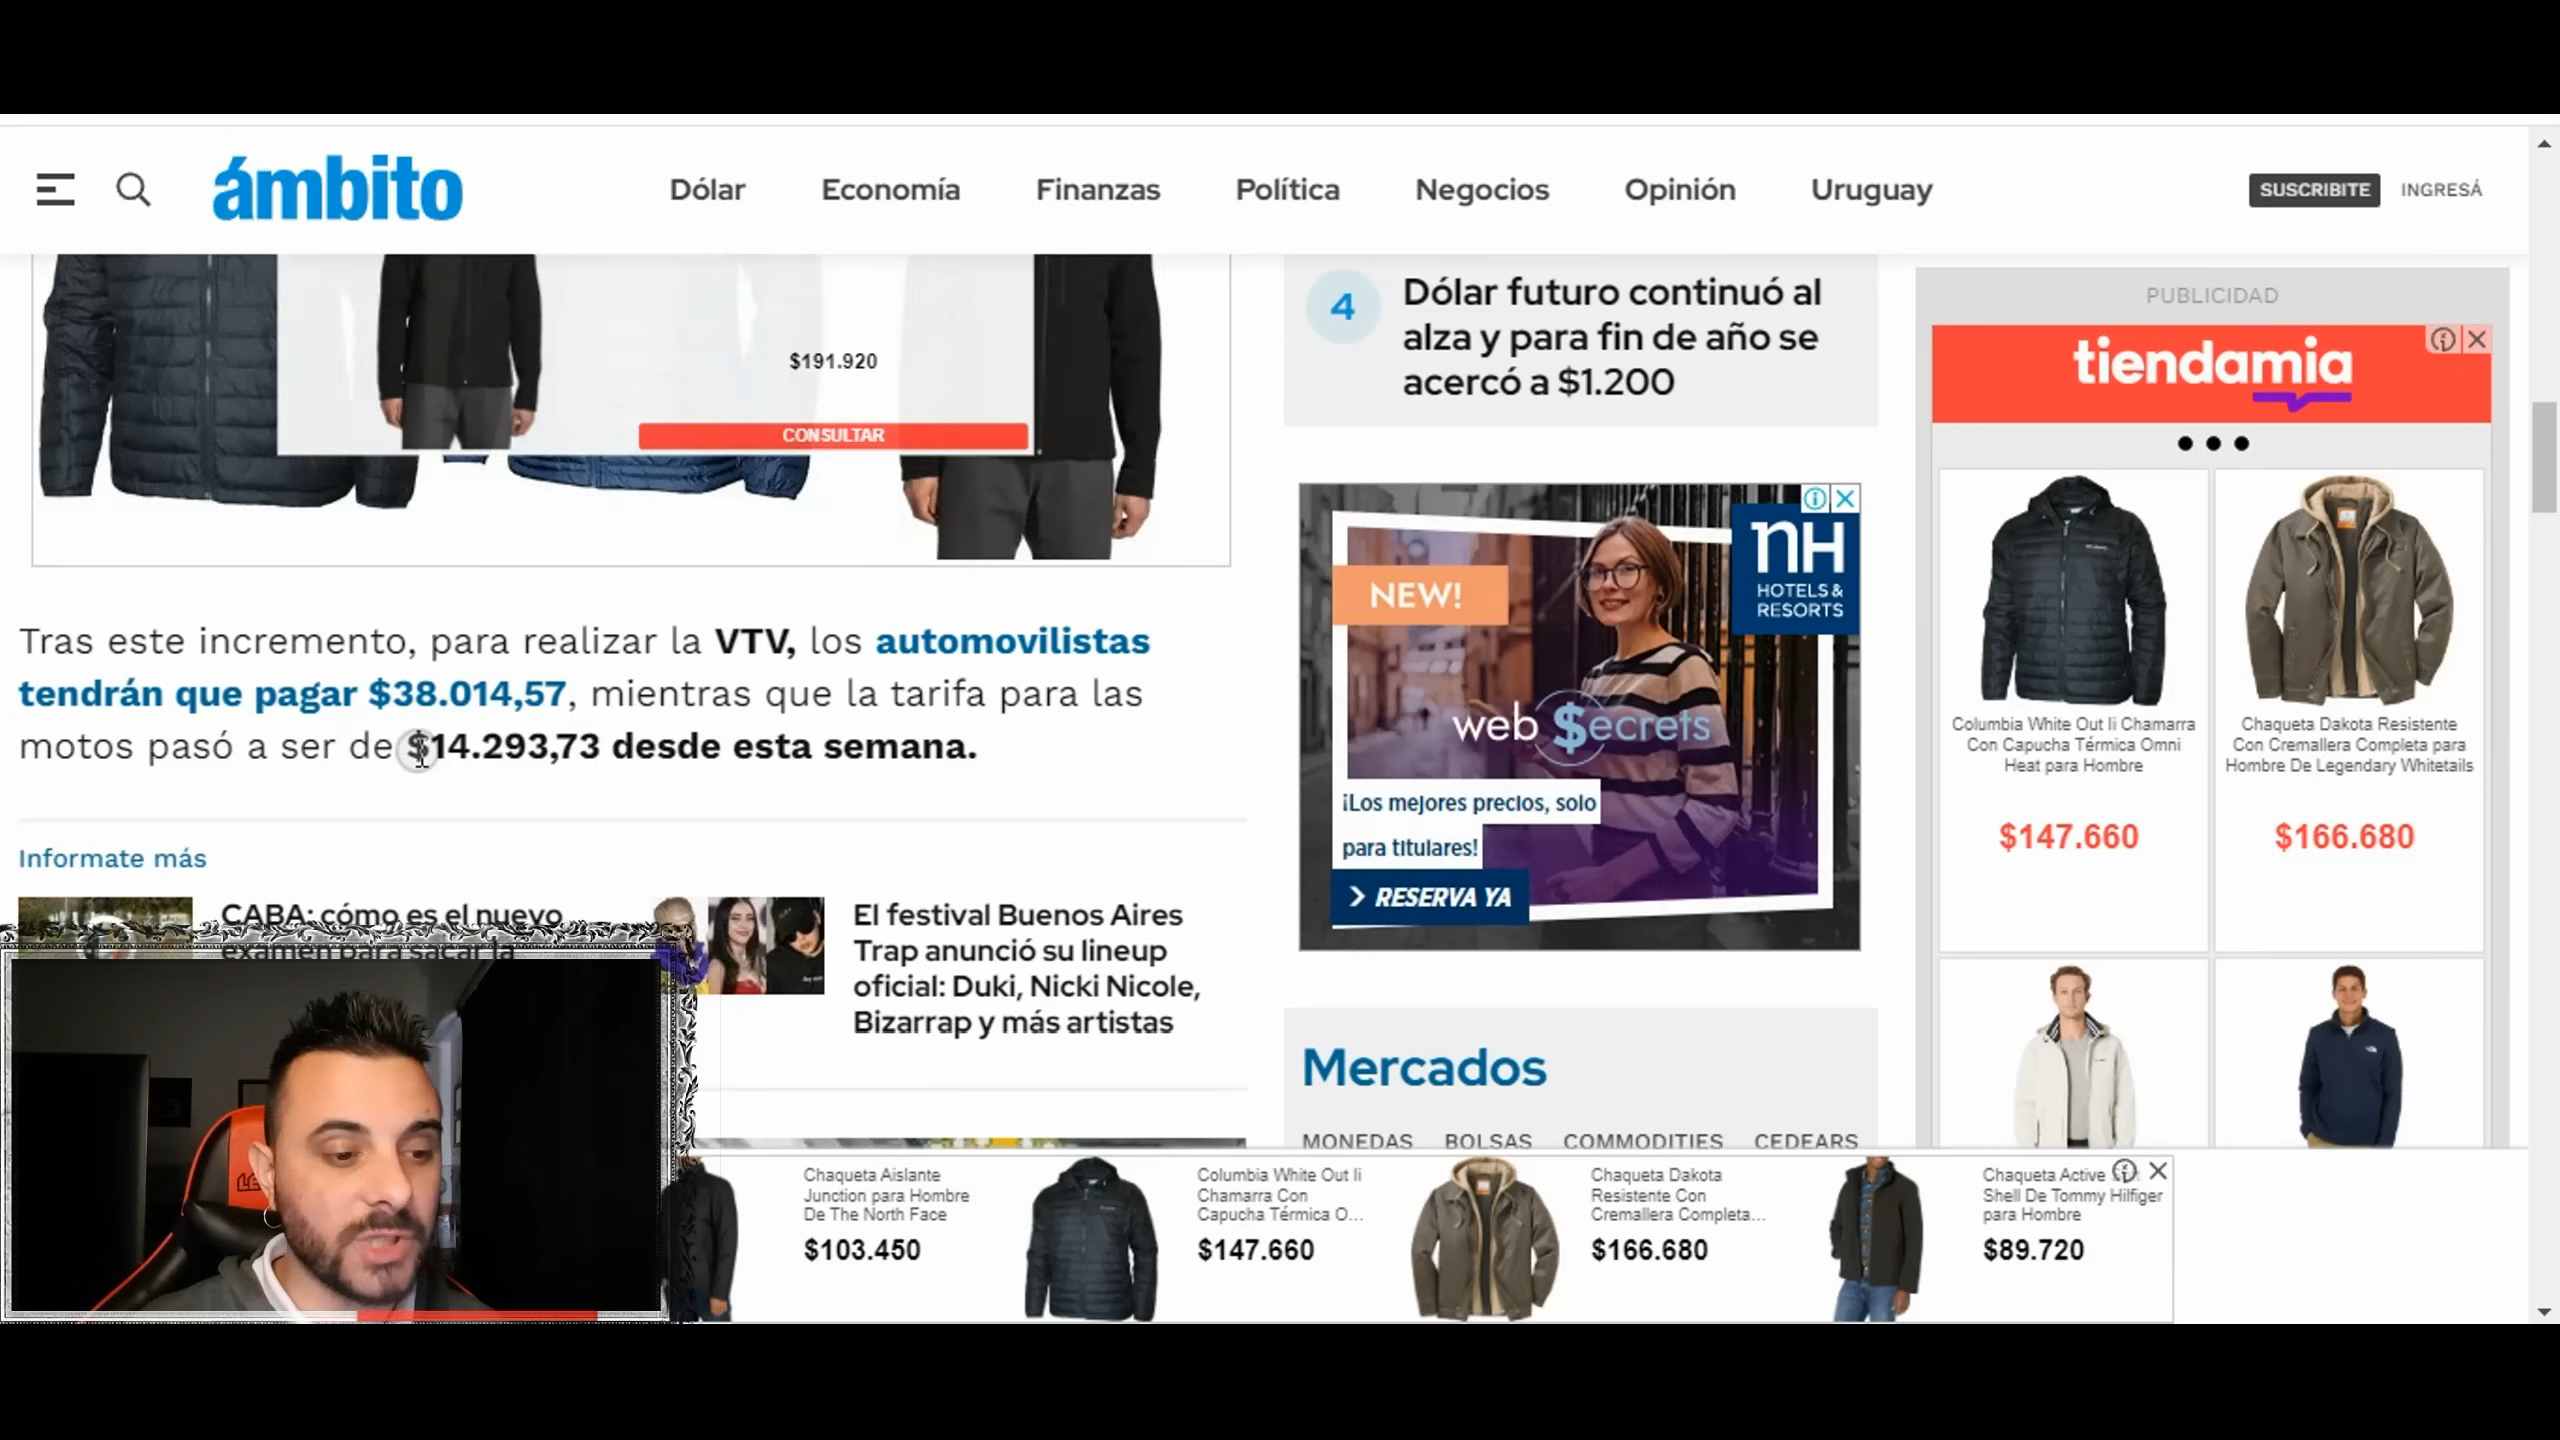 ámbito
Dólar
Economía
Finanzas
Política
Negocios
Opinión
Uruguay
SUSCRIBITE
INGRESÁ
$191.920
CONSULTAR
Tras este incremento, para realizar la VTV, los automovilistas
tendrán que pagar $38.014,57, mientras que la tarifa para las
motos pasó a ser de $14.293,73 desde esta semana.
Informate más
CABA: cómo es el nuevo
examen para sacar la
El festival Buenos Aires
Trap anunció su lineup
oficial: Duki, Nicki Nicole,
Bizarrap y más artistas
4
Dólar futuro continuó al
alza y para fin de año se
acercó a $1.200
NEW!
nH
HOTELS &
RESORTS
web $ecrets
¡Los mejores precios, solo
para titulares!
> RESERVA YA
Mercados
MONEDAS
BOLSAS
COMMODITIES
CEDEARS
PUBLICIDAD
tiendamia
Columbia White Out Ii Chamarra
Con Capucha Térmica Omni
Heat para Hombre
$147.660
Chaqueta Dakota Resistente
Con Cremallera Completa para
Hombre De Legendary Whitetails
$166.680
Chaqueta Aislante
Junction para Hombre
De The North Face
$103.450
Columbia White Out Ii
Chamarra Con
Capucha Térmica O...
$147.660
Chaqueta Dakota
Resistente Con
Cremallera Completa...
$166.680
Chaqueta Active
Shell De Tommy Hilfiger
para Hombre
$89.720